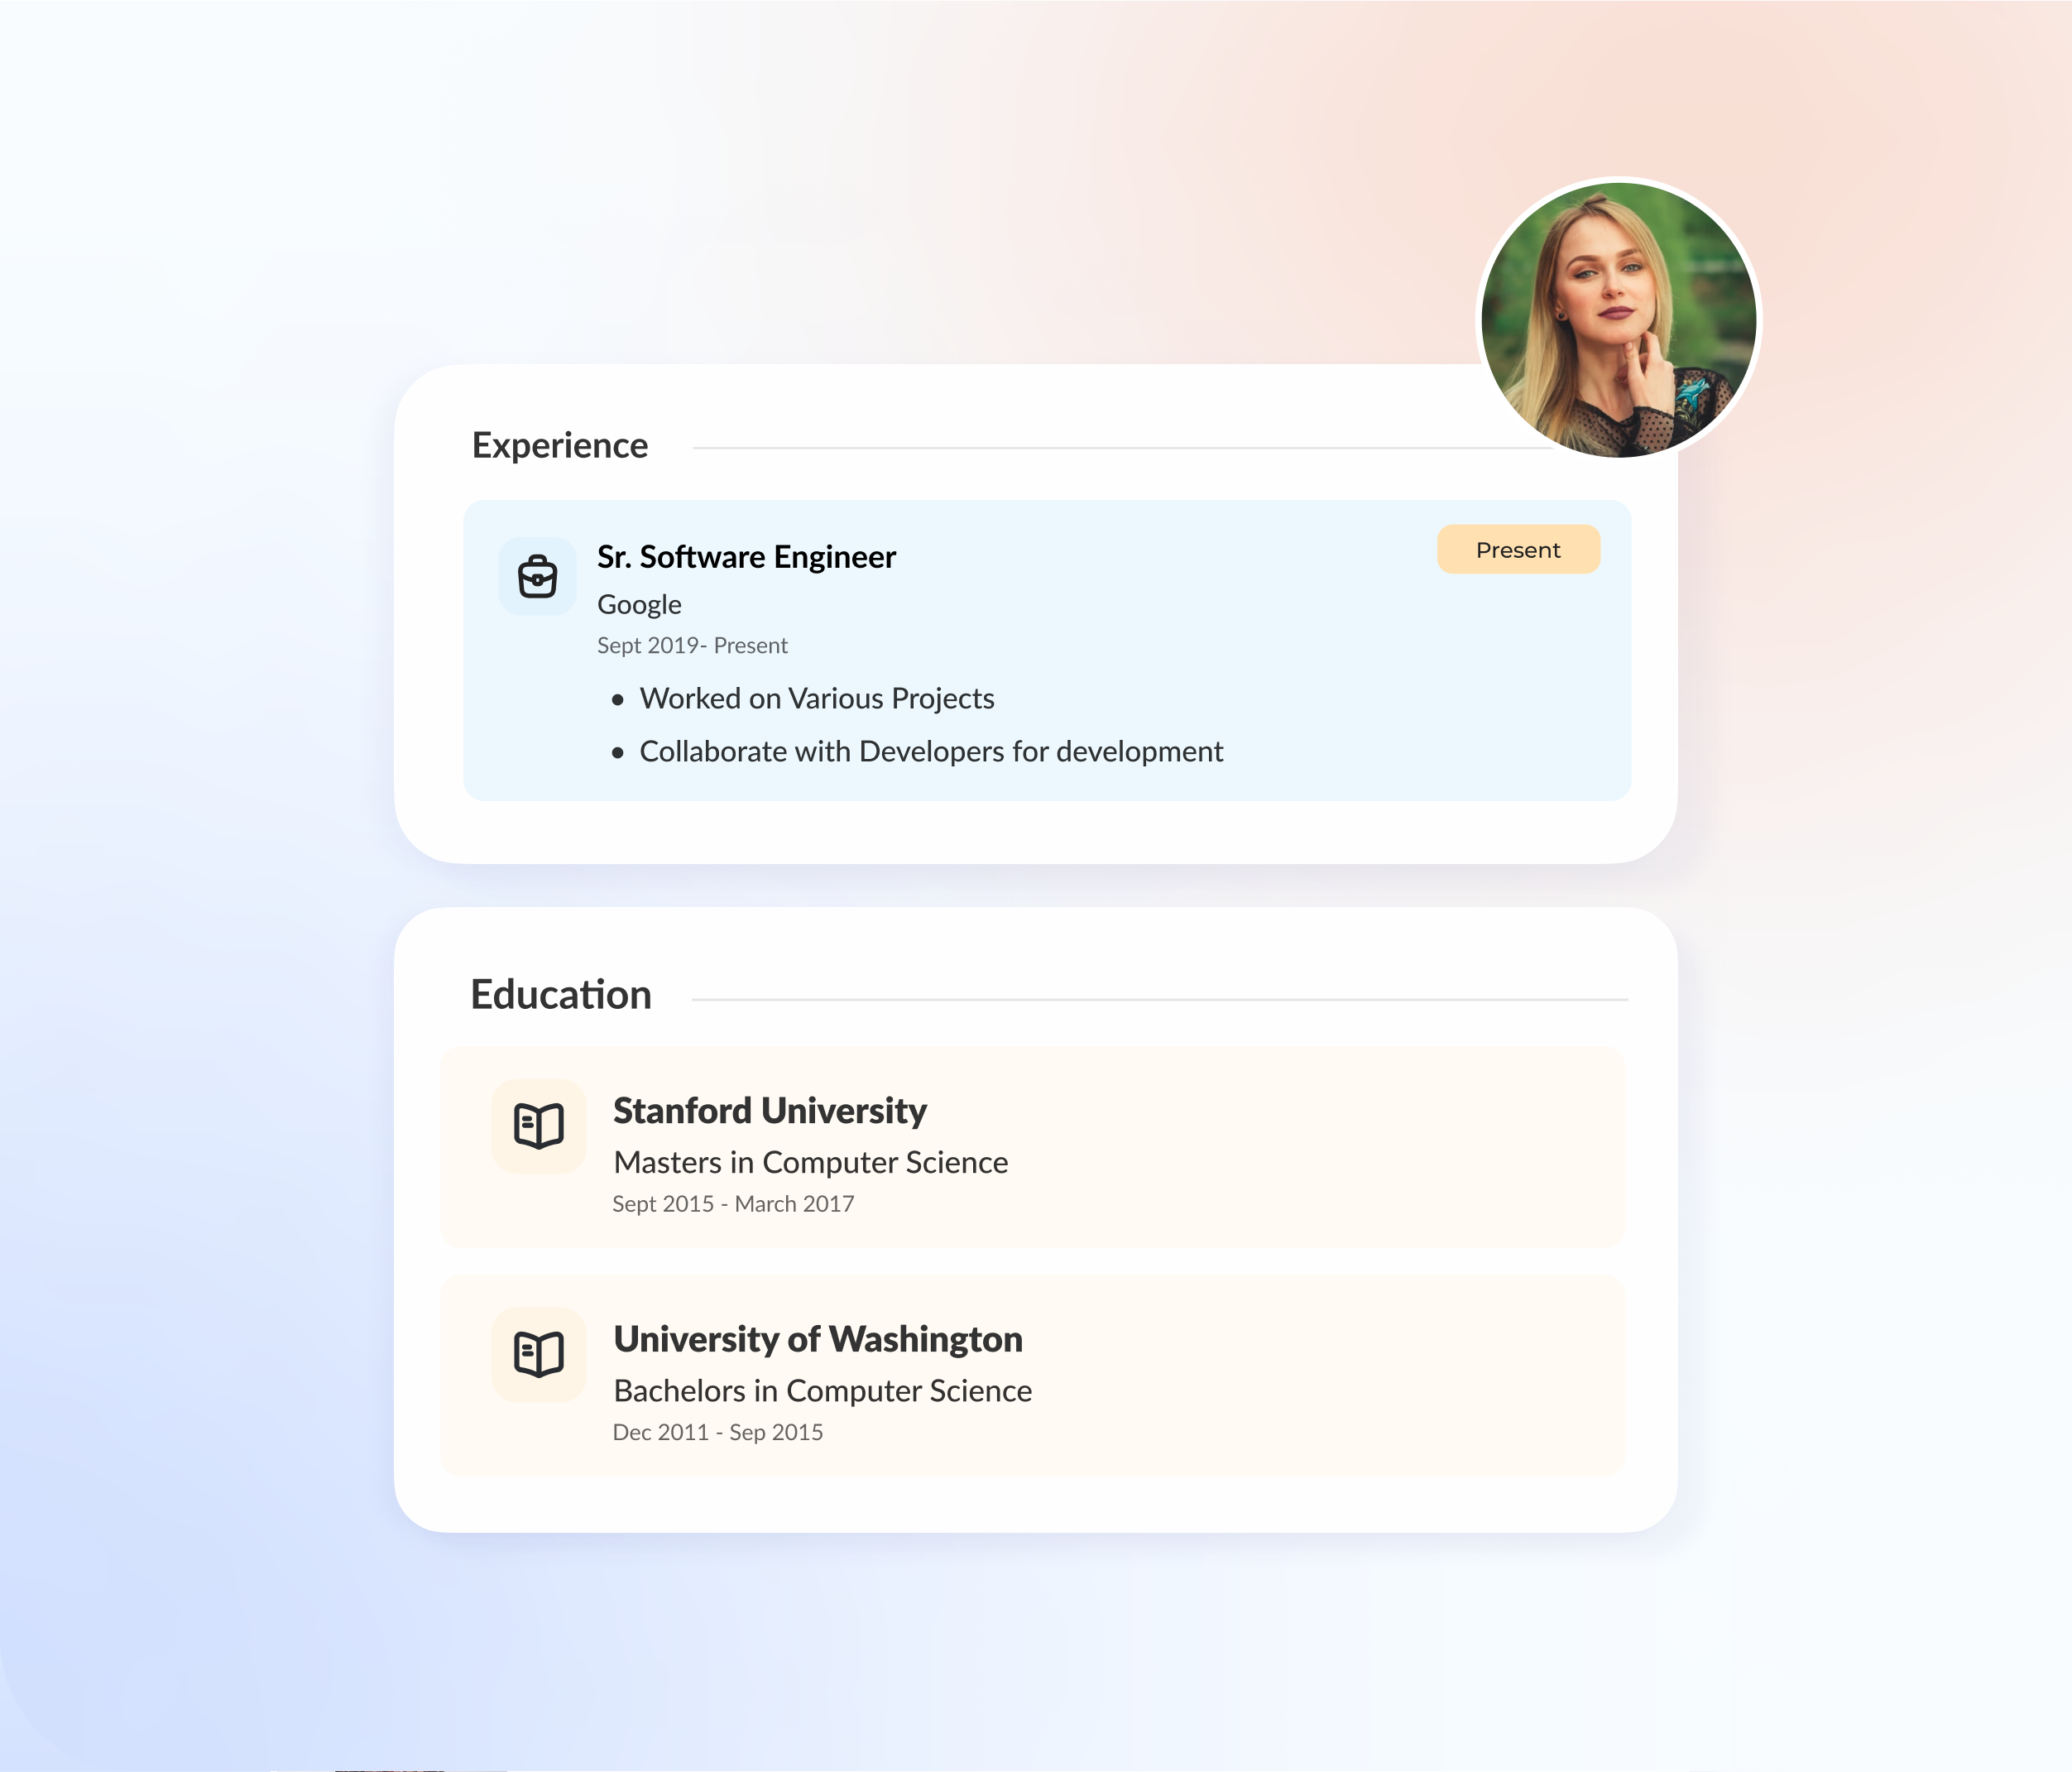 Experience
Sr. Software Engineer
Present
Google
Sept 2019- Present
• Worked on Various Projects
• Collaborate with Developers for development
Education
Stanford University
Masters in Computer Science
Sept 2015 - March 2017
University of Washington
Bachelors in Computer Science
Dec 2011 - Sep 2015